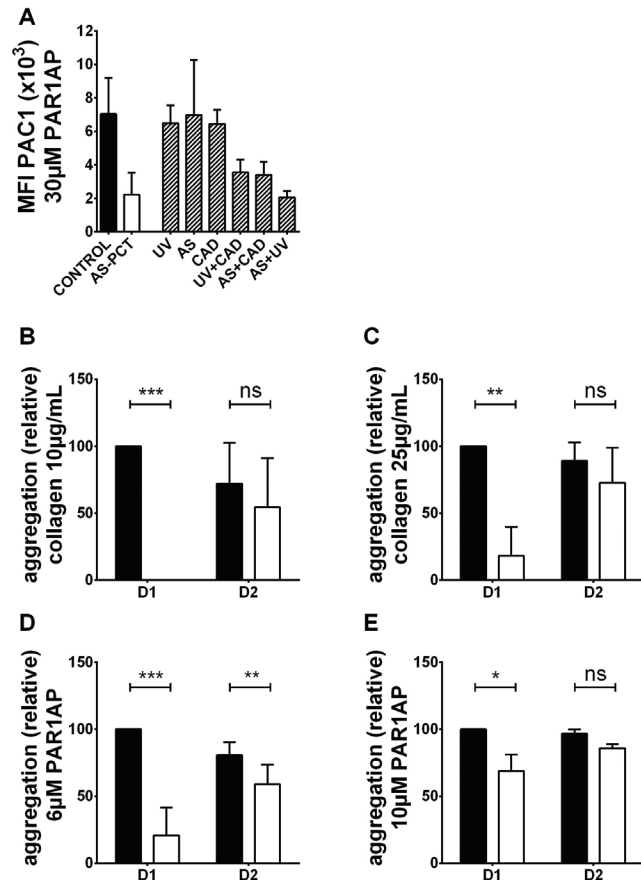 A
MFI PAC1 (x10³)
30µM PAR1AP
12
10
8
6
4
2
0
CONTROL
AS-PCT
UV
AS
CAD
UV+CAD
AS+CAD
AS+UV
B
aggregation (relative)
collagen 10µg/mL
150
100
50
0
***
ns
D1
D2
C
aggregation (relative)
collagen 25µg/mL
150
100
50
0
**
ns
D1
D2
D
aggregation (relative)
6µM PAR1AP
150
100
50
0
***
**
D1
D2
E
aggregation (relative)
10µM PAR1AP
150
100
50
0
*
ns
D1
D2